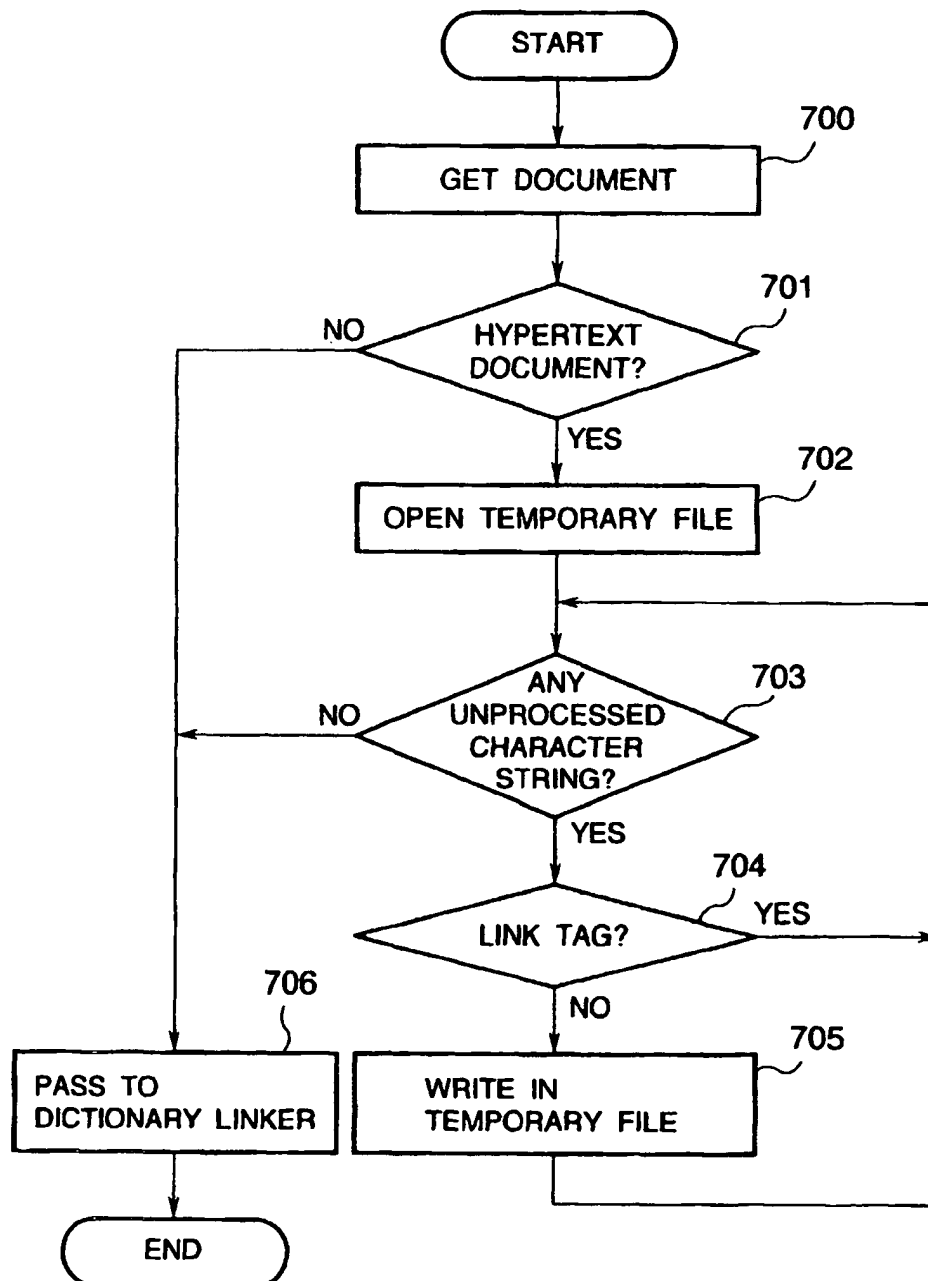 START
700
GET DOCUMENT
701
NO
HYPERTEXT
DOCUMENT?
YES
702
OPEN TEMPORARY FILE
703
NO
ANY
UNPROCESSED
CHARACTER
STRING?
YES
704
LINK TAG?
YES
NO
706
PASS TO
DICTIONARY LINKER
705
WRITE IN
TEMPORARY FILE
END